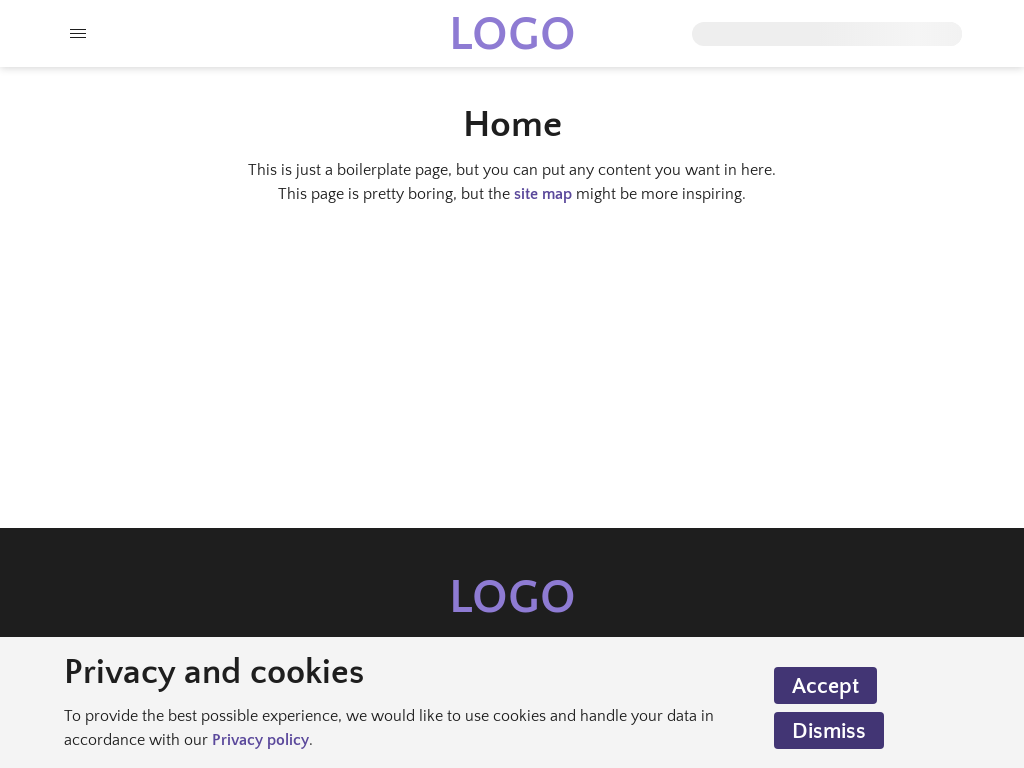 LOGO
Home
This is just a boilerplate page, but you can put any content you want in here.
This page is pretty boring, but the site map might be more inspiring.
LOGO
Privacy and cookies
To provide the best possible experience, we would like to use cookies and handle your data in
accordance with our Privacy policy.
Accept
Dismiss